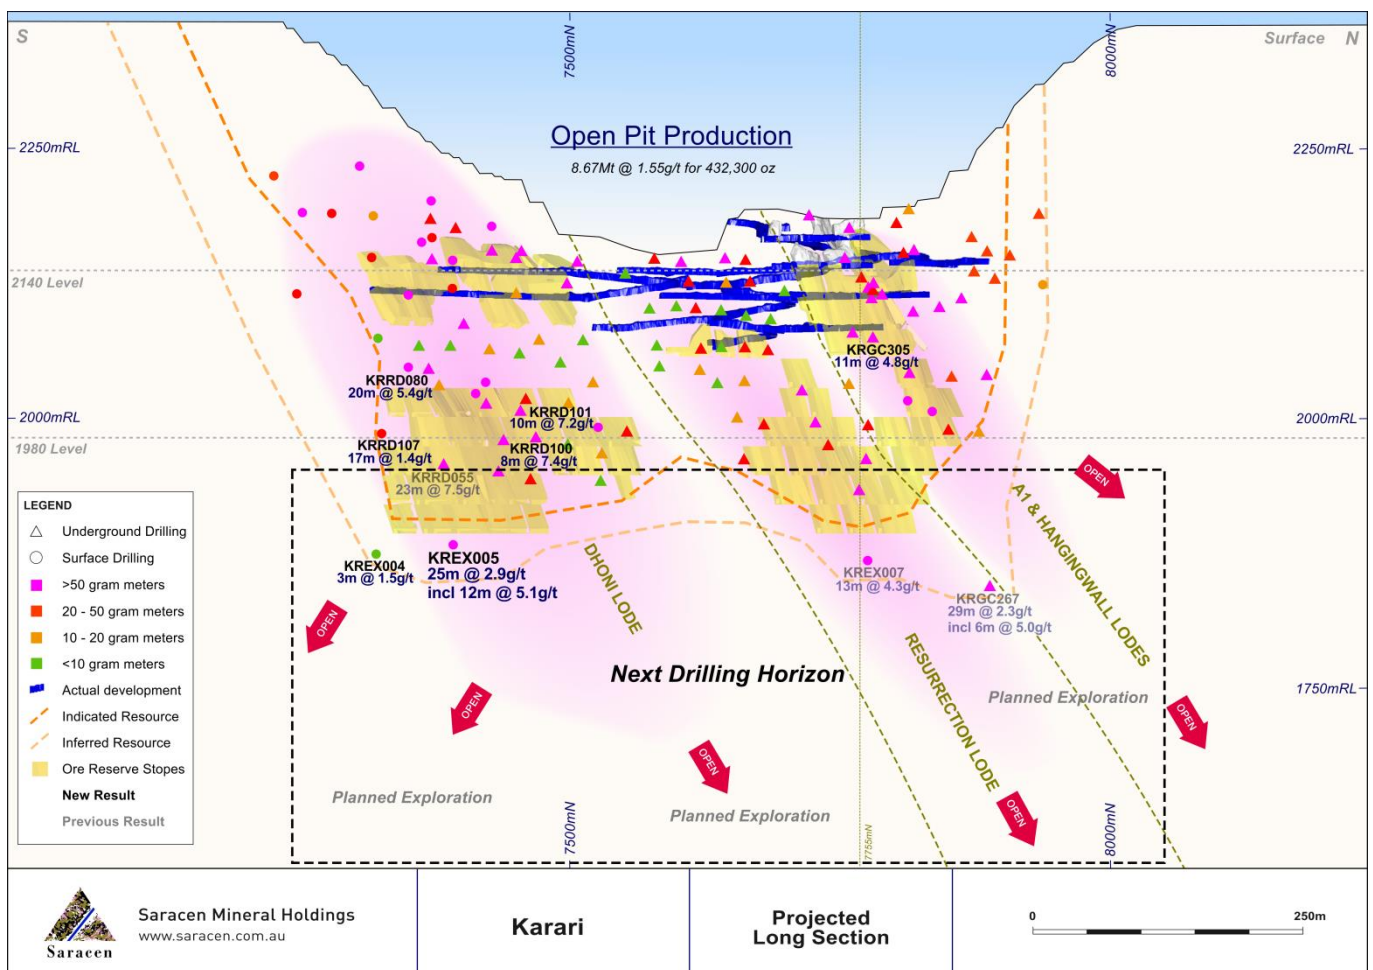 S
Surface N
7500mN
8000mN
Open Pit Production
8.67Mt @ 1.55g/t for 432,300 oz
2250mRL
2250mRL
2140 Level
KRGC305
11m @ 4.8g/t
KRRD080
20m @ 5.4g/t
KRRD101
10m @ 7.2g/t
2000mRL
2000mRL
1980 Level
KRRD107
17m @ 1.4g/t
KRRD100
8m @ 7.4g/t
KRRD055
23m @ 7.5g/t
OPEN
A1 & HANGINGWALL LODES
LEGEND
Underground Drilling
Surface Drilling
>50 gram meters
20 - 50 gram meters
10 - 20 gram meters
<10 gram meters
Actual development
Indicated Resource
Inferred Resource
Ore Reserve Stopes
New Result
Previous Result
KREX004
3m @ 1.5g/t
KREX005
25m @ 2.9g/t
incl 12m @ 5.1g/t
DHONI LODE
KREX007
13m @ 4.3g/t
KRGC267
29m @ 2.3g/t
incl 6m @ 5.0g/t
OPEN
RESURRECTION LODE
Next Drilling Horizon
Planned Exploration
1750mRL
OPEN
OPEN
OPEN
OPEN
Planned Exploration
Planned Exploration
7500mN
7755mN
8000mN
Saracen
Saracen Mineral Holdings
www.saracen.com.au
Karari
Projected
Long Section
0 250m